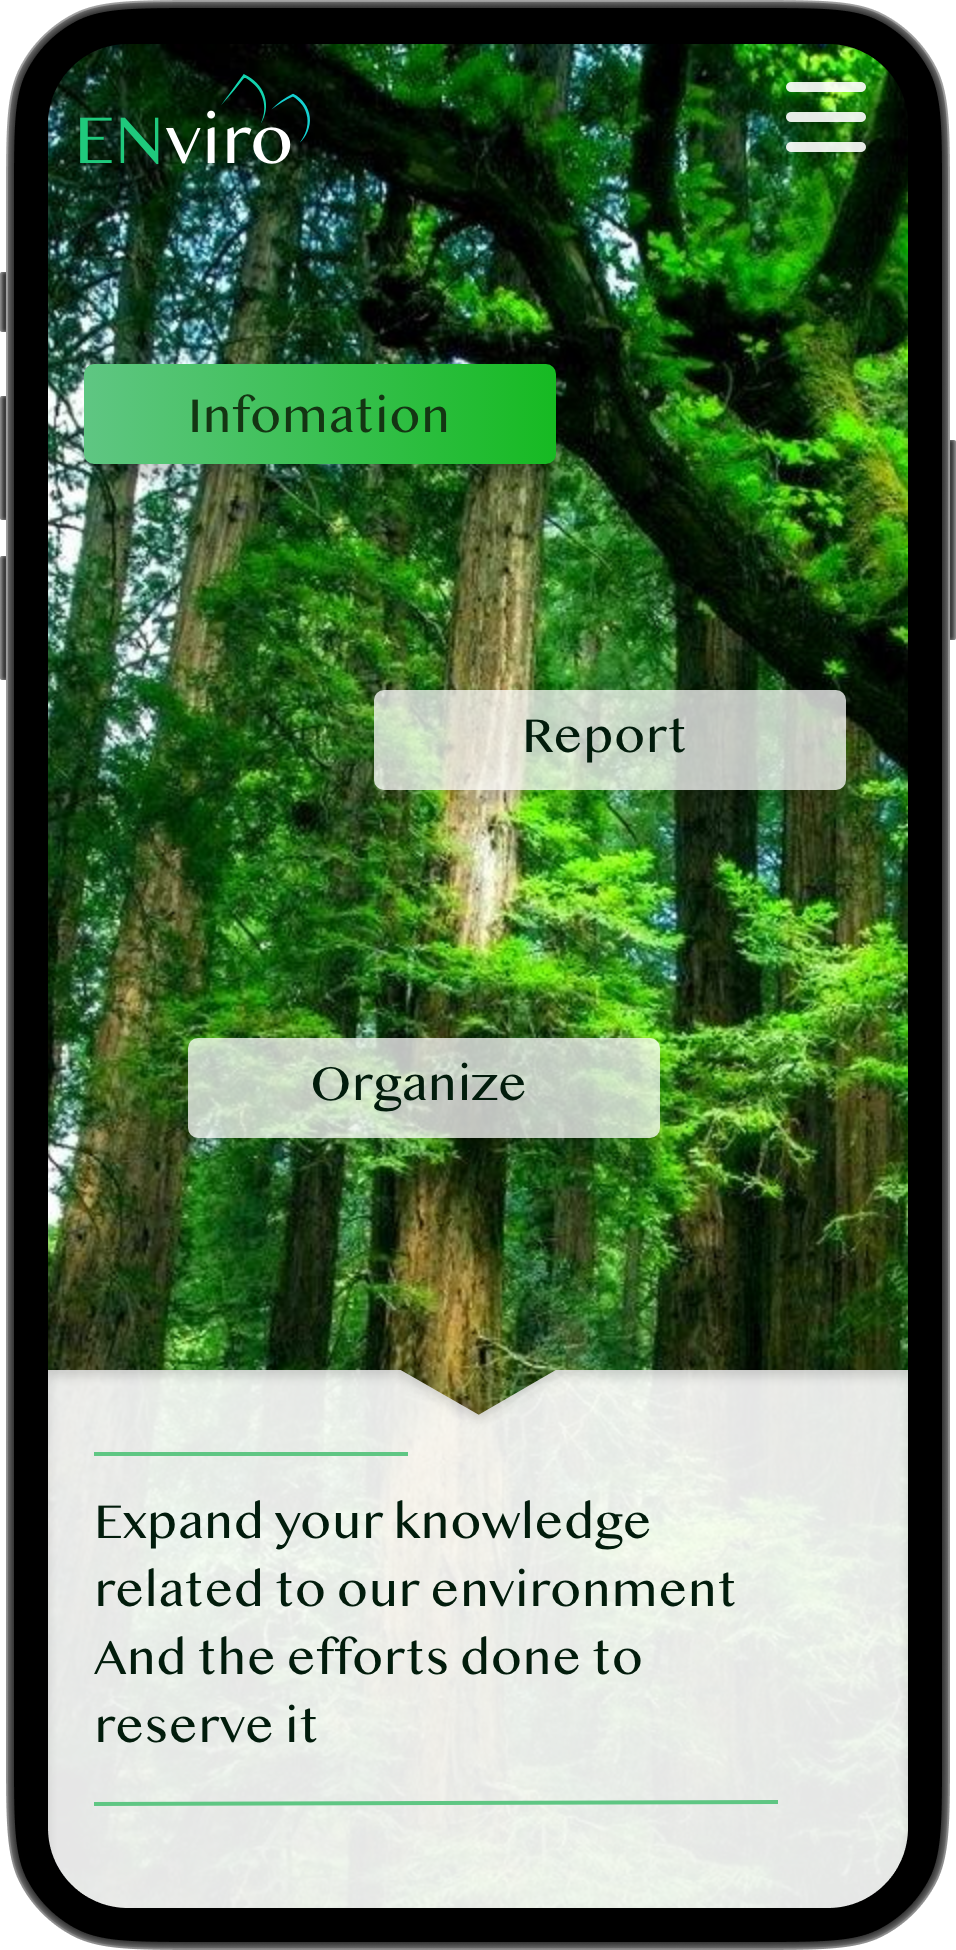 ENviro
Infomation
Report
Organize
Expand your knowledge
related to our environment
And the efforts done to
reserve it